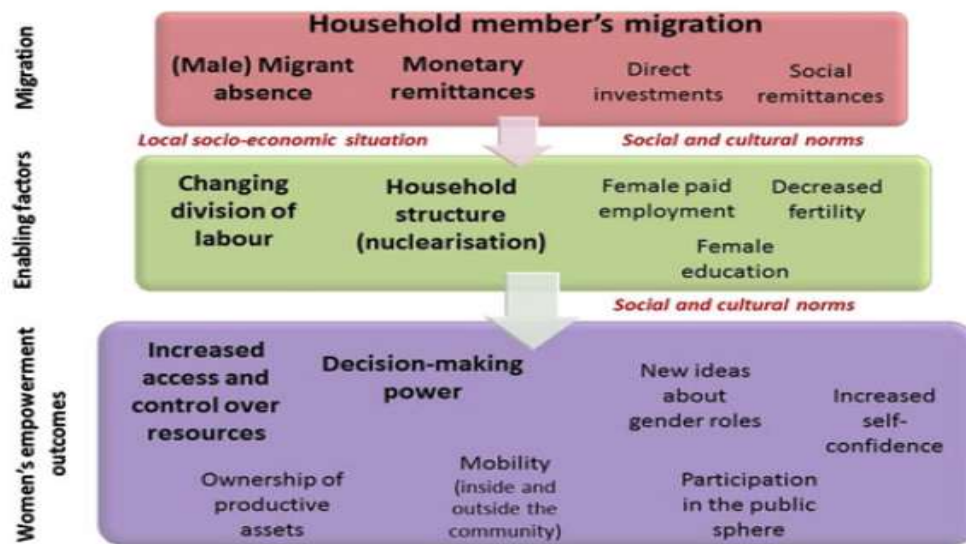 Migration
Household member's migration
(Male) Migrant
absence
Monetary
remittances
Direct
investments
Social
remittances
Local socio-economic situation
Social and cultural norms
Enabling factors
Changing
division of
labour
Household
structure
(nuclearisation)
Female paid
employment
Decreased
fertility
Female
education
Social and cultural norms
Women's empowerment
outcomes
Increased
access and
control over
resources
Decision-making
power
New ideas
about
gender roles
Increased
self-
confidence
Ownership of
productive
assets
Mobility
(inside and
outside the
community)
Participation
in the public
sphere